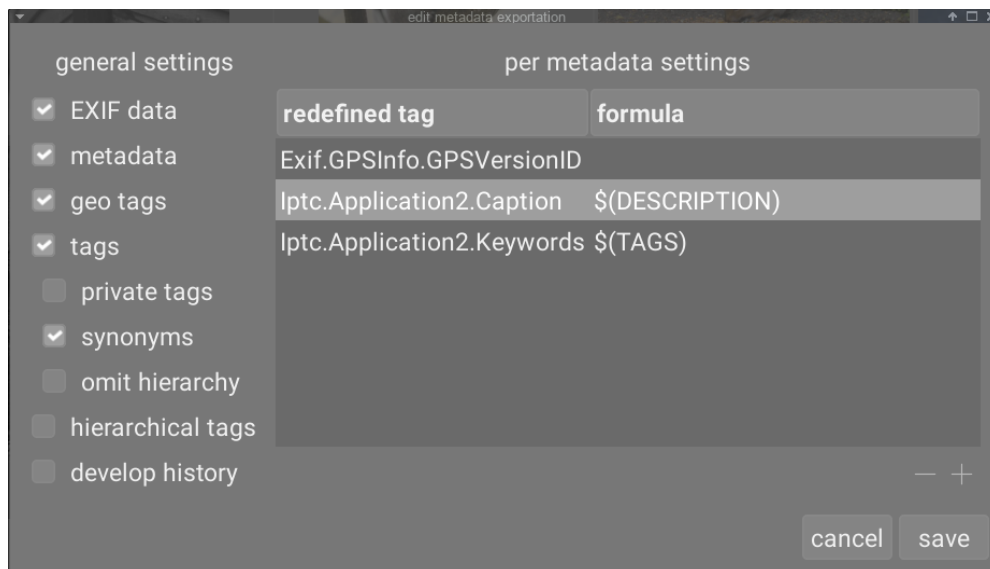 edit metadata exportation
general settings
per metadata settings
EXIF data
metadata
geo tags
tags
private tags
synonyms
omit hierarchy
hierarchical tags
develop history
redefined tag formula
Exif.GPSInfo.GPSVersionID
Iptc.Application2.Caption $(DESCRIPTION)
Iptc.Application2.Keywords $(TAGS)
cancel save